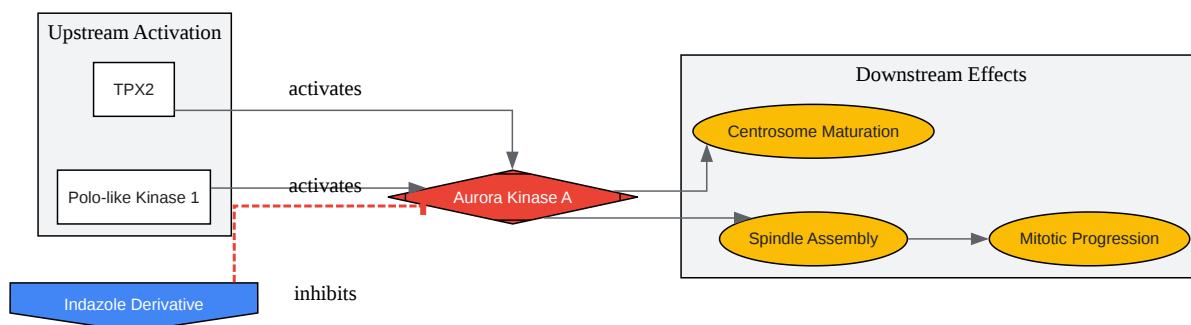 Upstream Activation
TPX2
activates
Downstream Effects
Centrosome Maturation
Polo-like Kinase 1
activates
Aurora Kinase A
Spindle Assembly
Mitotic Progression
Indazole Derivative
inhibits